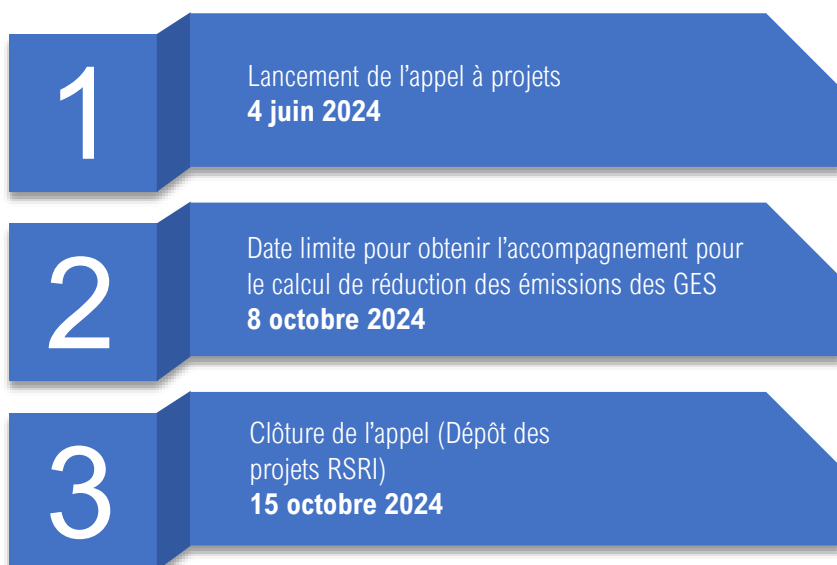 1
Lancement de l’appel à projets
4 juin 2024
2
Date limite pour obtenir l’accompagnement pour
le calcul de réduction des émissions des GES
8 octobre 2024
3
Clôture de l’appel (Dépôt des
projets RSRI)
15 octobre 2024